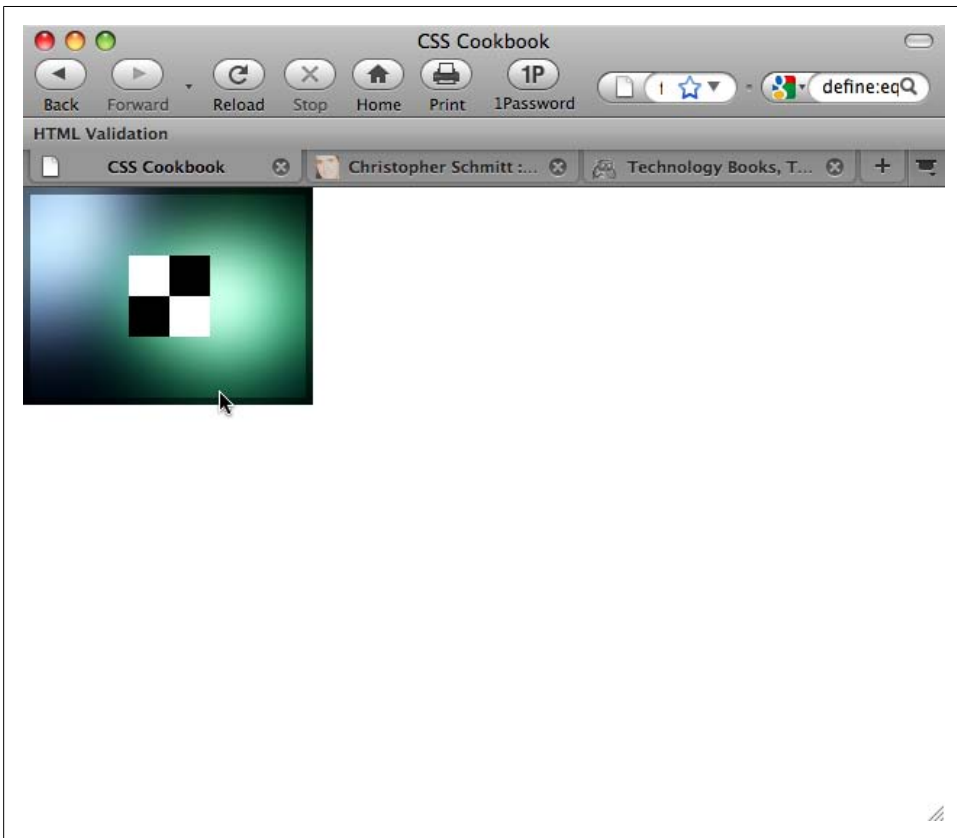 CSS Cookbook
1P
define:eq
Back Forward Reload Stop Home Print 1Password
HTML Validation
CSS Cookbook Christopher Schmitt :... Technology Books, T...